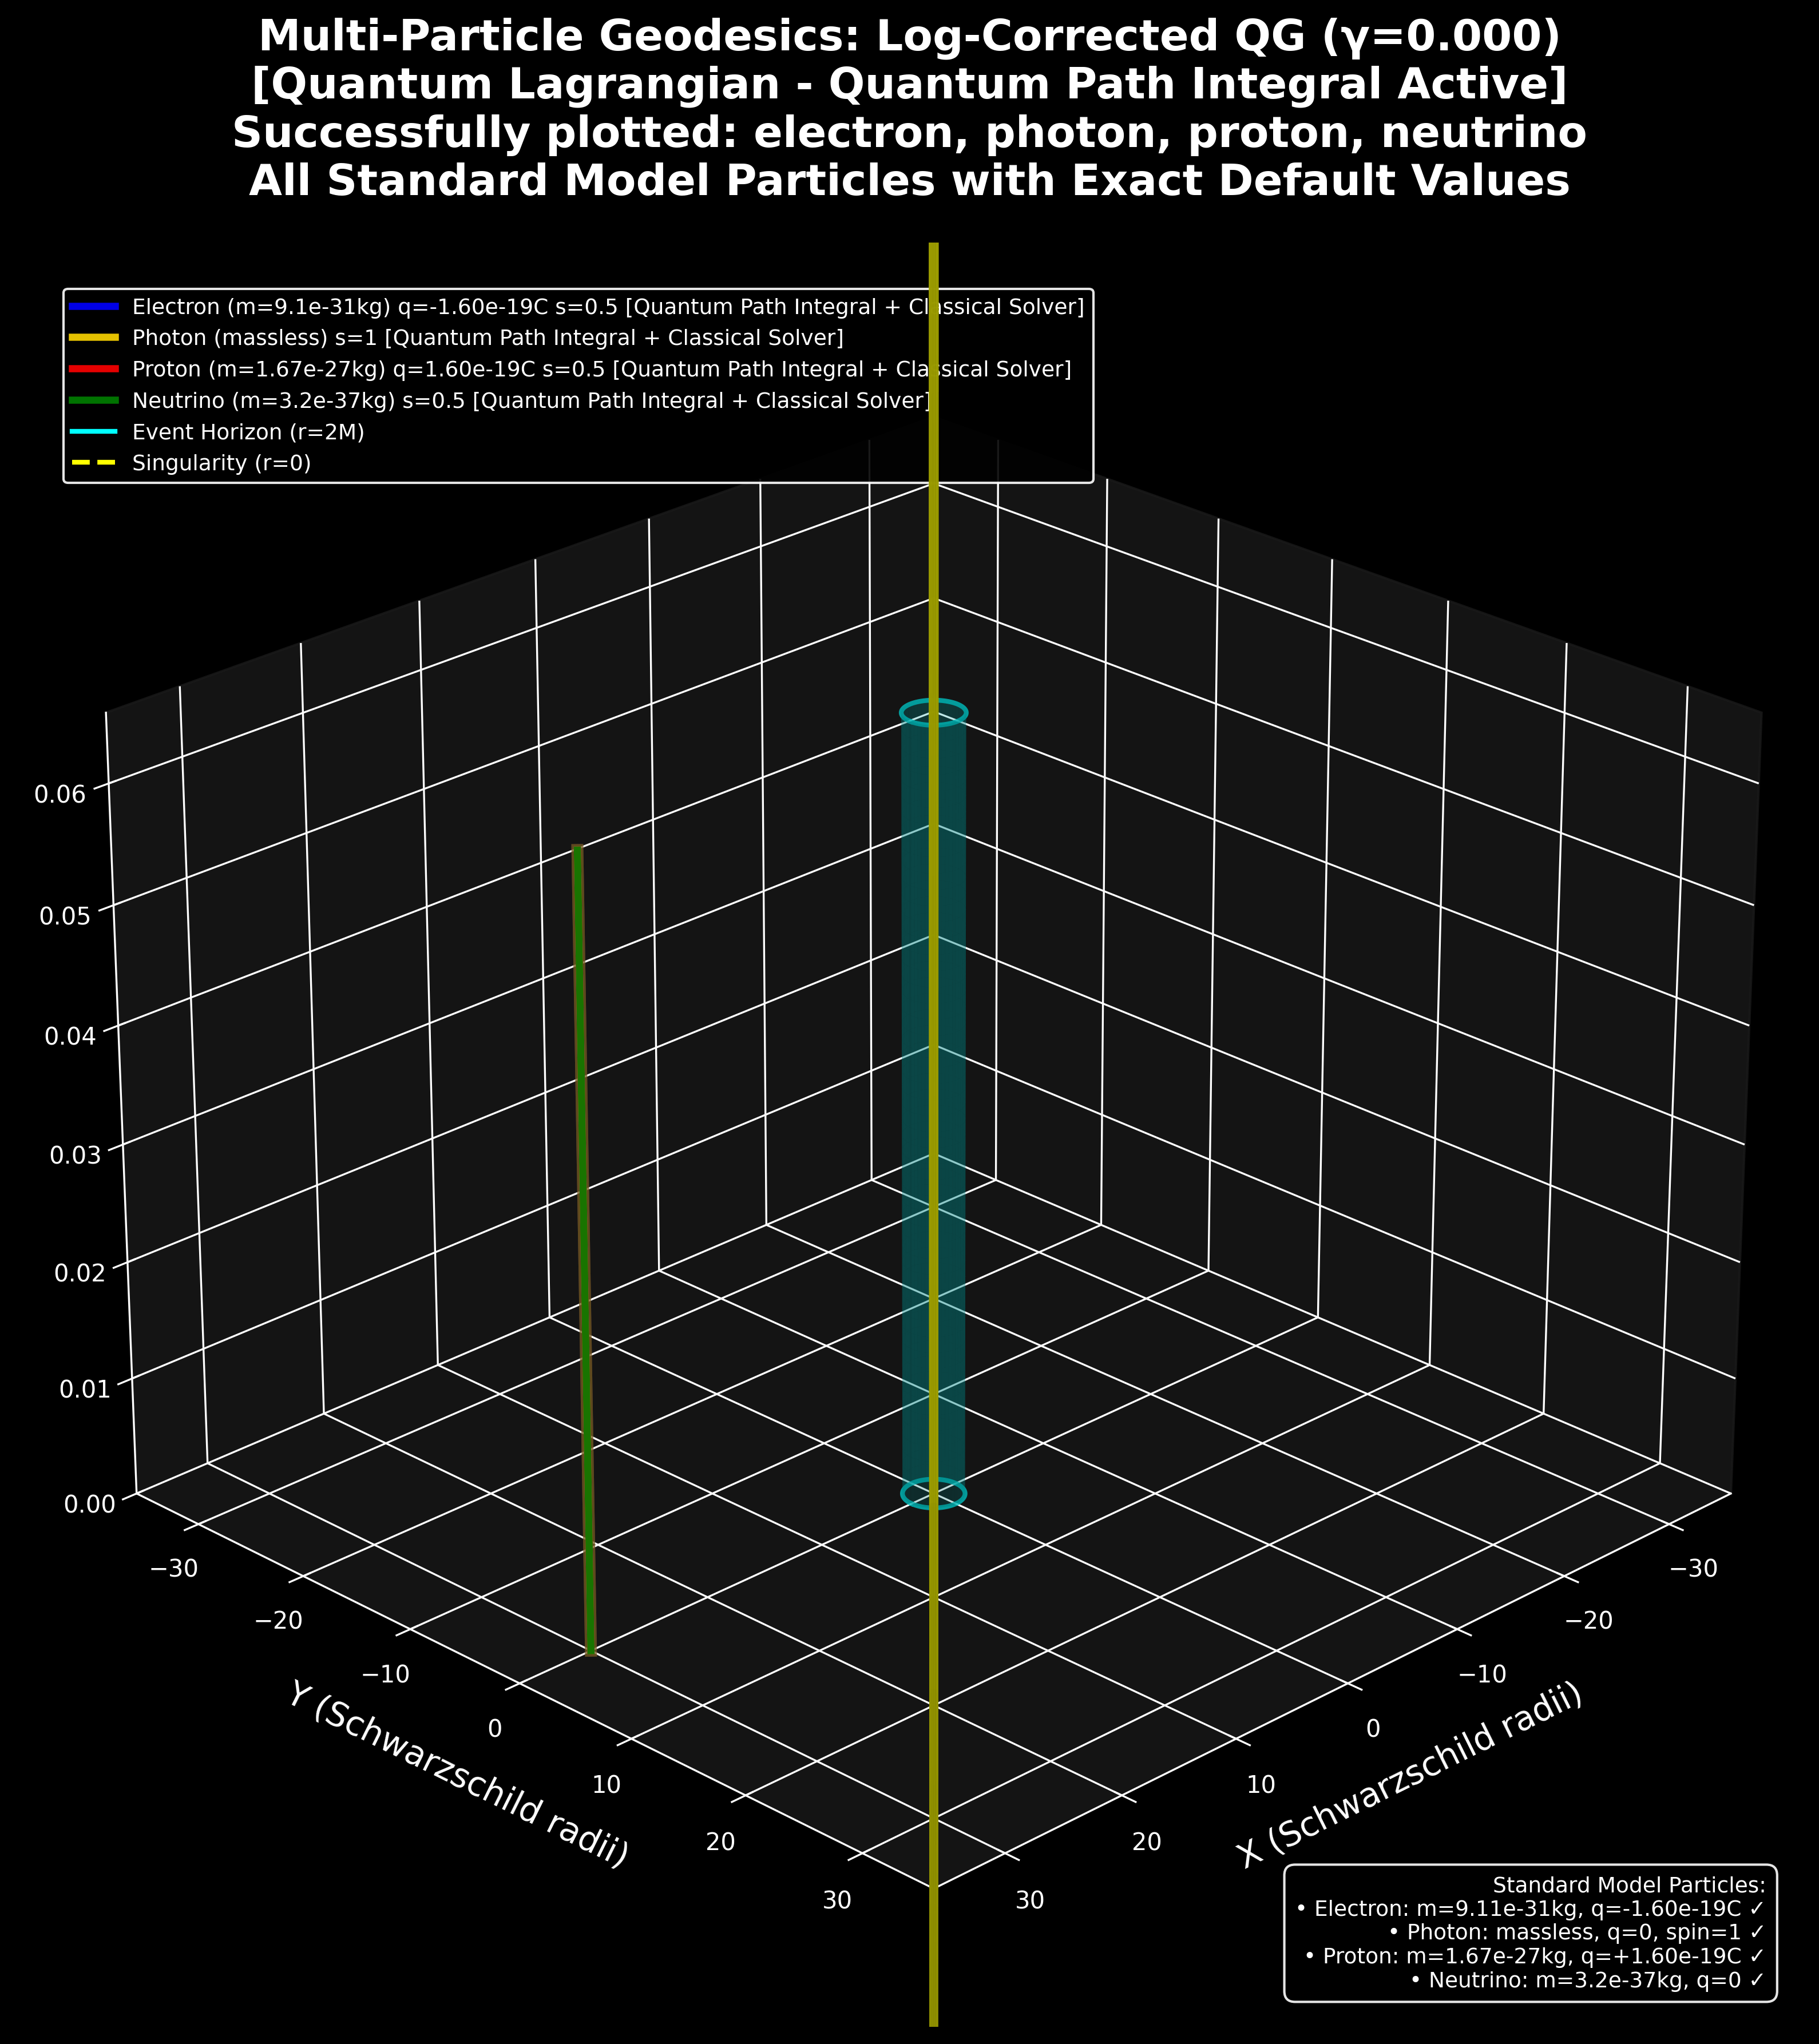 Multi-Particle Geodesics: Log-Corrected QG (γ=0.000)
[Quantum Lagrangian - Quantum Path Integral Active]
Successfully plotted: electron, photon, proton, neutrino
All Standard Model Particles with Exact Default Values
Electron (m=9.1e-31kg) q=-1.60e-19C s=0.5 [Quantum Path Integral + Classical Solver]
Photon (massless) s=1 [Quantum Path Integral + Classical Solver]
Proton (m=1.67e-27kg) q=1.60e-19C s=0.5 [Quantum Path Integral + Classical Solver]
Neutrino (m=3.2e-37kg) s=0.5 [Quantum Path Integral + Classical Solver]
Event Horizon (r=2M)
Singularity (r=0)
0.06
0.05
0.04
0.03
0.02
0.01
0.00
−30
−20
−10
0
10
20
30
Y (Schwarzschild radii)
−30
−20
−10
0
10
20
30
X (Schwarzschild radii)
Standard Model Particles:
• Electron: m=9.11e-31kg, q=-1.60e-19C ✓
• Photon: massless, q=0, spin=1 ✓
• Proton: m=1.67e-27kg, q=+1.60e-19C ✓
• Neutrino: m=3.2e-37kg, q=0 ✓